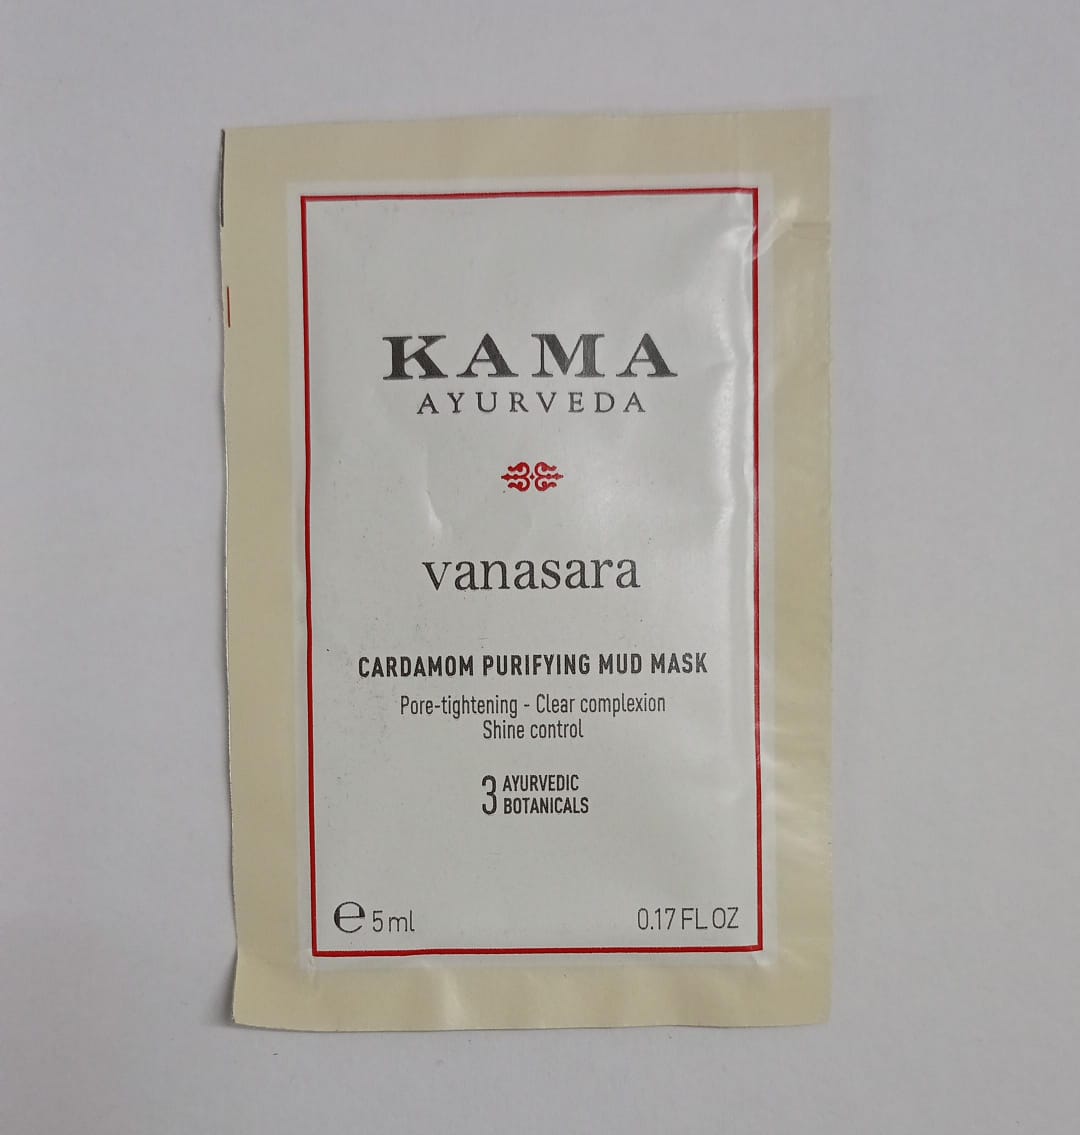 KAMA
AYURVEDA
vanasara
CARDAMOM PURIFYING MUD MASK
Pore-tightening - Clear complexion
Shine control
3 AYURVEDIC
BOTANICALS
℮ 5 ml 0.17 FL OZ